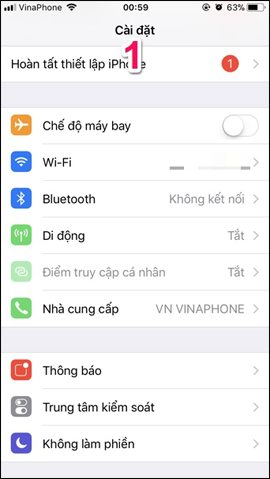 VinaPhone 00:59 63%
Cài đặt
1
Hoàn tất thiết lập iPhone 1
Chế độ máy bay
Wi-Fi
Bluetooth Không kết nối
Di động Tắt
Điểm truy cập cá nhân Tắt
Nhà cung cấp VN VINAPHONE
Thông báo
Trung tâm kiểm soát
Không làm phiền